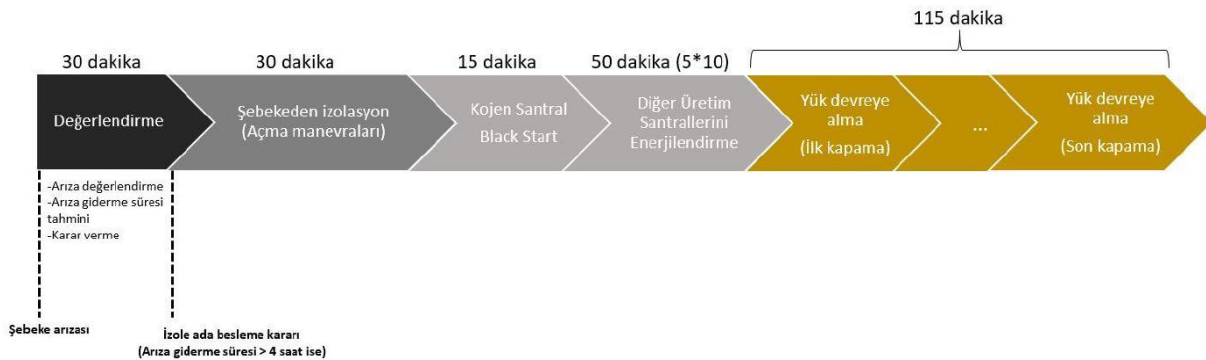 115 dakika
30 dakika
30 dakika
15 dakika
50 dakika (5*10)
Değerlendirme
Şebekeden izolasyon
(Açma manevraları)
Kojen Santral
Black Start
Diğer Üretim
Santrallerini
Enerjilendirme
Yük devreye
alma
(İlk kapama)
...
Yük devreye
alma
(Son kapama)
-Arıza değerlendirme
-Arıza giderme süresi
tahmini
-Karar verme
Şebeke arızası
İzole ada besleme kararı
(Arıza giderme süresi > 4 saat ise)